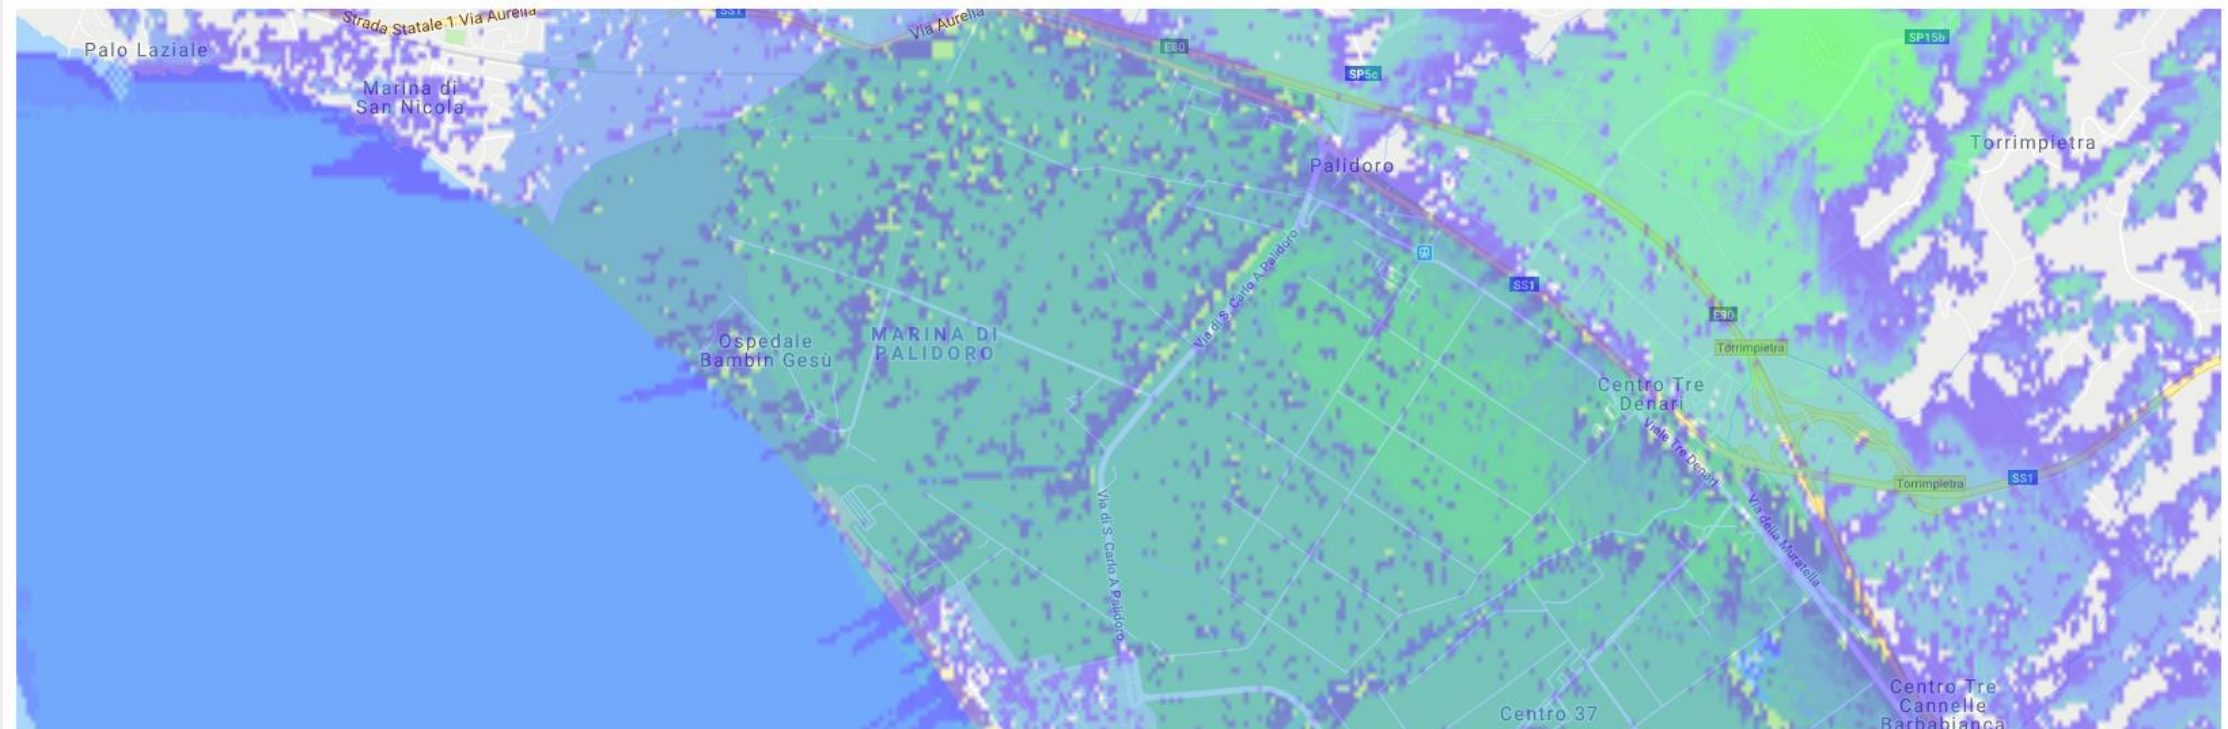 Strada Statale 1 Via Aurelia
SS1
Via Aurelia
Palo Laziale
E80
SP15b
SP5c
Marina di
San Nicola
Torrimpietra
Palidoro
Via di S. Carlo A Palidoro
SS1
E80
Ospedale
Bambin Gesù
MARINA DI
PALIDORO
Torrimpietra
Centro Tre
Denari
Viale Tre Denari
Torrimpietra
SS1
Via di S. Carlo A Palidoro
Via della Muratella
Centro 37
Centro Tre
Cannelle
Barbabianca